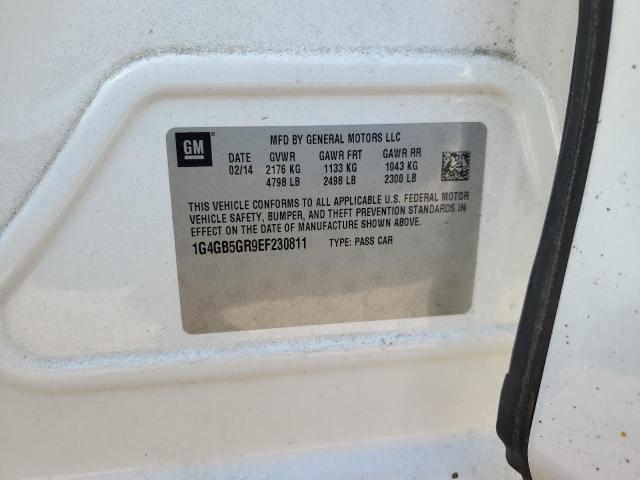 GM
MFD BY GENERAL MOTORS LLC
DATE GVWR GAWR FRT GAWR RR
02/14 2176 KG 1133 KG 1043 KG
4798 LB 2498 LB 2300 LB
THIS VEHICLE CONFORMS TO ALL APPLICABLE U.S. FEDERAL MOTOR
VEHICLE SAFETY, BUMPER, AND THEFT PREVENTION STANDARDS IN
EFFECT ON THE DATE OF MANUFACTURE SHOWN ABOVE.
1G4GB5GR9EF230811 TYPE: PASS CAR